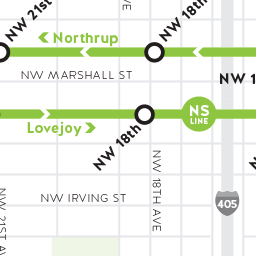 NW 21st
NW 18th
Northrup
NW MARSHALL ST
NW 1
NS
LINE
Lovejoy
NW 18th
NW IRVING ST
NW 18TH AVE
405
NW 21ST A